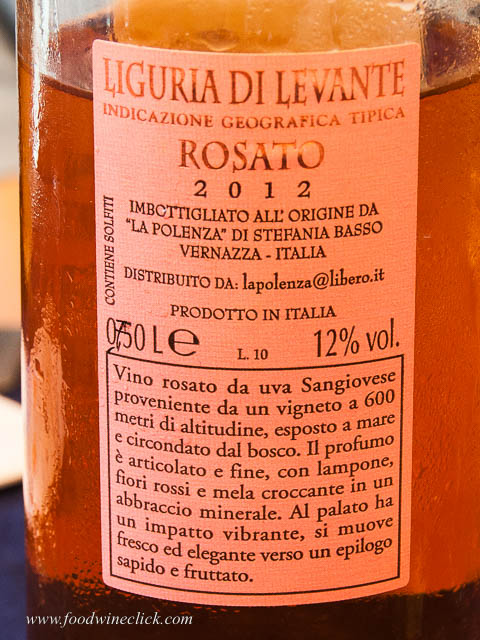 LIGURIA DI LEVANTE
INDICAZIONE GEOGRAFICA TIPICA
ROSATO
2012
IMBOTTIGLIATO ALL' ORIGINE DA
"LA POLENZA" DI STEFANIA BASSO
VERNAZZA - ITALIA
DISTRIBUITO DA: lapolenza@libero.it
CONTIENE SOLFITI
PRODOTTO IN ITALIA
L. 10
12% vol.
Vino rosato da uva Sangiovese
proveniente da un vigneto a 600
metri di altitudine, esposto a mare
e circondato dal bosco. Il profumo
è articolato e fine, con lampone,
fiori rossi e mela croccante in un
abbraccio minerale. Al palato ha
un impatto vibrante, si muove
fresco ed elegante verso un epilogo
sapido e fruttato.
www.foodwineclick.com